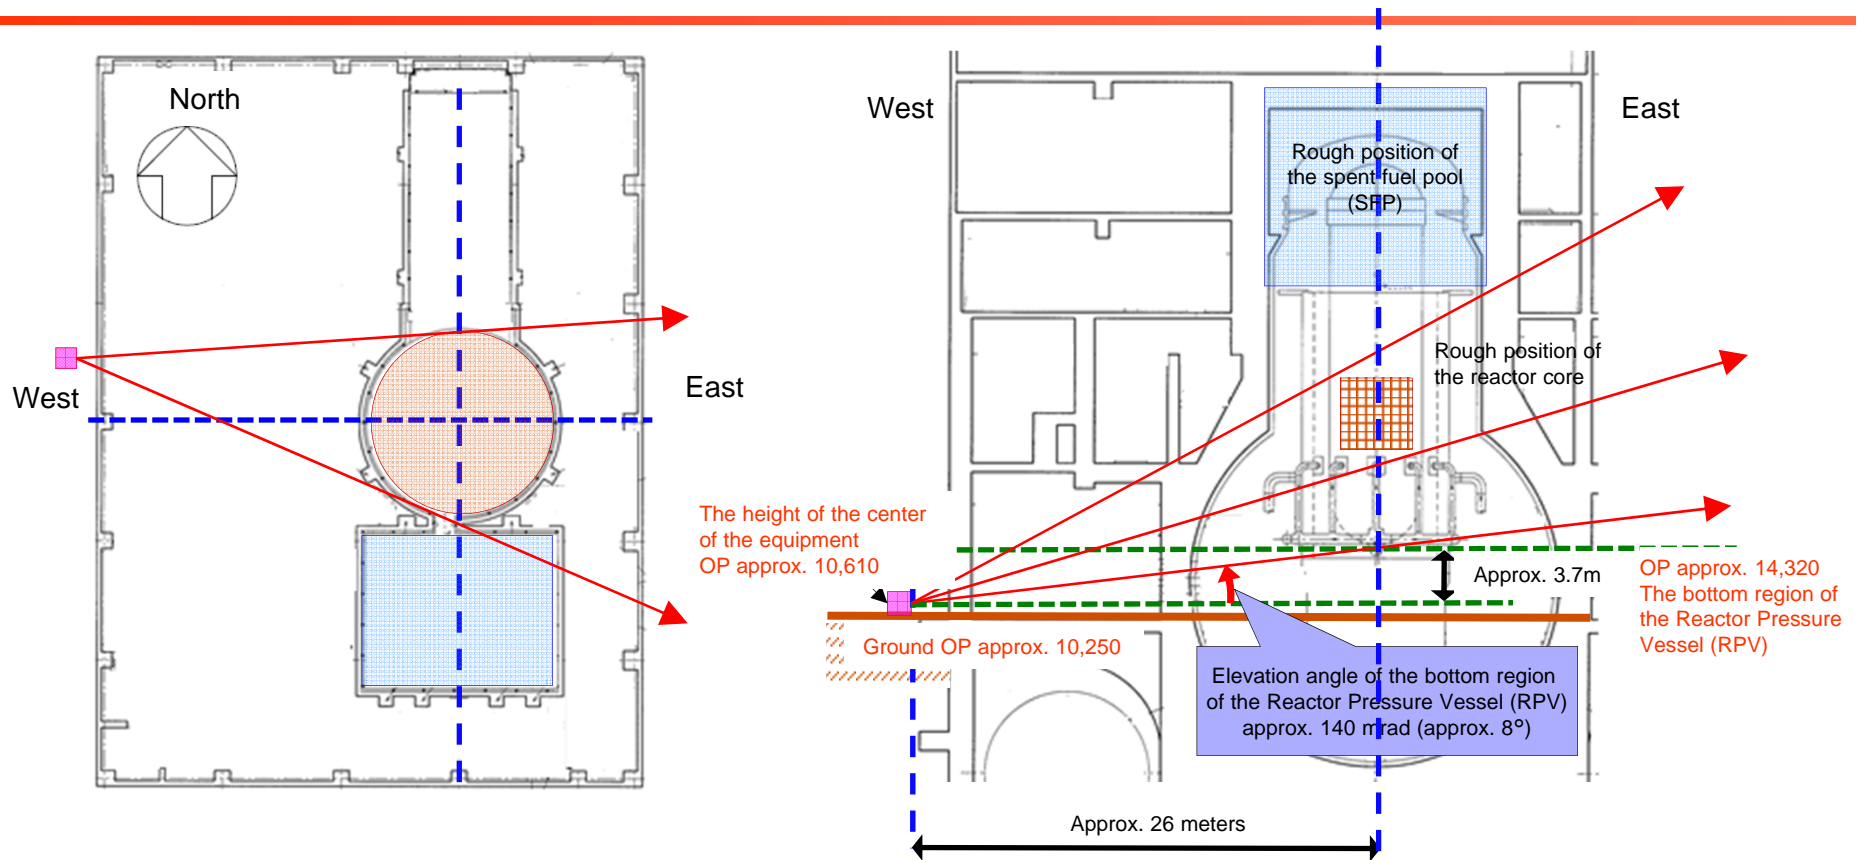 North
West
East
West
East
Rough position of
the spent fuel pool
(SFP)
Rough position of
the reactor core
The height of the center
of the equipment
OP approx. 10,610
Approx. 3.7m
OP approx. 14,320
The bottom region of
the Reactor Pressure
Vessel (RPV)
Ground OP approx. 10,250
Elevation angle of the bottom region
of the Reactor Pressure Vessel (RPV)
approx. 140 mrad (approx. 8°)
Approx. 26 meters